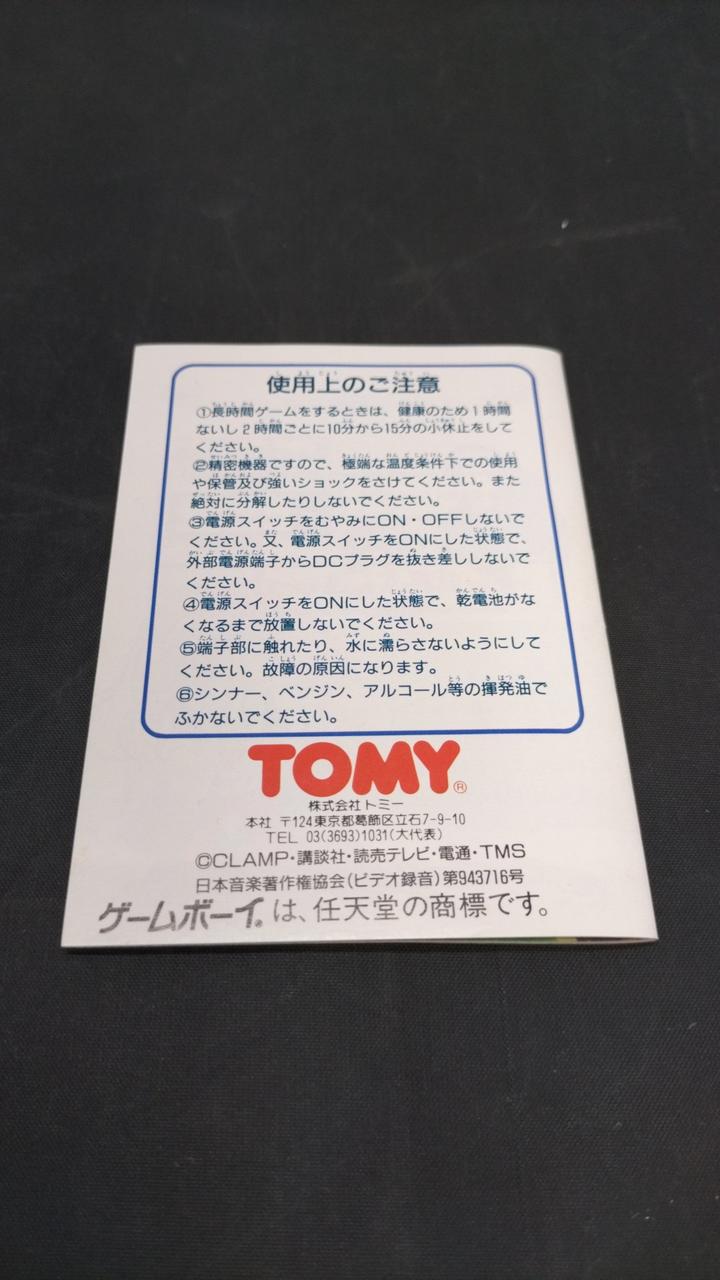 使用上のご注意
①長時間ゲームをするときは、健康のため1時間
ないし2時間ごとに10分から15分の小休止をして
ください。
②精密機器ですので、極端な温度条件下での使用
や保管及び強いショックをさけてください。また
絶対に分解したりしないでください。
③電源スイッチをむやみにON・OFFしないで
ください。又、電源スイッチをONにした状態で、
外部電源端子からDCプラグを抜き差ししないで
ください。
④電源スイッチをONにした状態で、乾電池がな
くなるまで放置しないでください。
⑤端子部に触れたり、水に濡らさないようにして
ください。故障の原因になります。
⑥シンナー、ベンジン、アルコール等の揮発油で
ふかないでください。
TOMY®
株式会社トミー
本社 〒124東京都葛飾区立石7-9-10
TEL 03(3693)1031(大代表)
©CLAMP・講談社・読売テレビ・電通・TMS
日本音楽著作権協会(ビデオ録音)第943716号
ゲームボーイ®は、任天堂の商標です。